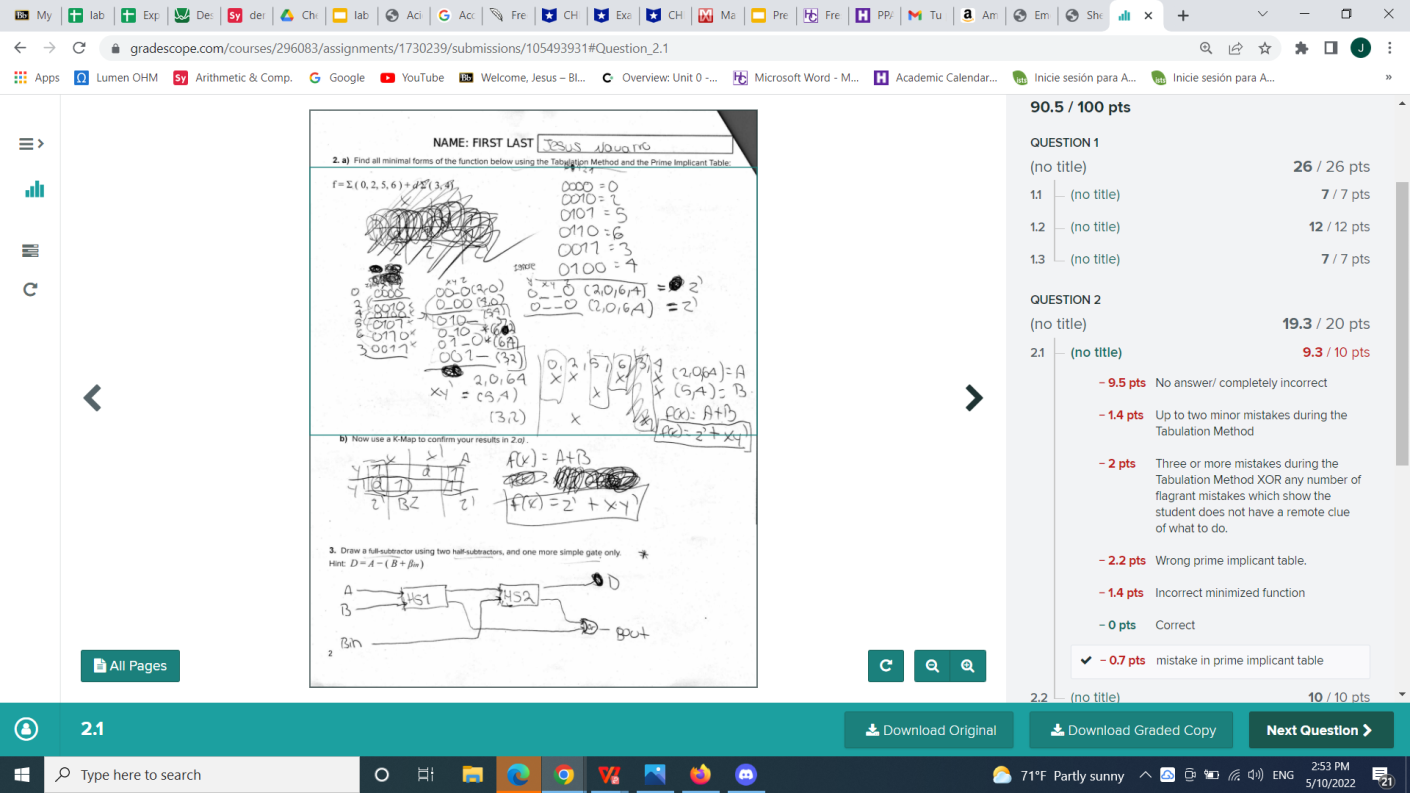 My
lab
Exp
Des
der
Che
lab
Aci
Acc
Fre
CH
Exa
CH
Ma
Pre
Fre
PPA
Tu
Am
Em
She
gradescope.com/courses/296083/assignments/1730239/submissions/105493931#Question_2.1
Apps
Lumen OHM
Arithmetic & Comp.
Google
YouTube
Welcome, Jesus – Bl...
Overview: Unit 0 -...
Microsoft Word - M...
Academic Calendar...
Inicie sesión para A...
Inicie sesión para A...
NAME: FIRST LAST Jesus Navarro
2. a) Find all minimal forms of the function below using the Tabulation Method and the Prime Implicant Table:
f=Σ(0,2,5,6)+dΣ(3,4)
0000 = 0
0010 = 2
0101 = 5
0110 = 6
0011 = 3
0100 = 4
0 0000
2 0010
5 0101
6 0110
3 0011
00-0 (2,0)
0-00 (4,0)
010-
0-10
01-0
001- (3,2)
0--0 (2,0,6,4) = z'
0--0 (2,0,6,4) = z'
0, 2, 5, 6, 3, 4
x x
(2,0,6,4) = A
x (5,4) = B
f(x) = A+B
f(x) = z' + xy'
2,0,6,4
xy' = (5,4)
(3,2) x
b) Now use a K-Map to confirm your results in 2.a).
x x' A
y
y'
z' BZ z'
f(x) = A+B
f(x) = z' + xy'
3. Draw a full-subtractor using two half-subtractors, and one more simple gate only. *
Hint: D = A − ( B + βin )
A
B
HS1
HS2
D
Bin
Bout
2
All Pages
90.5 / 100 pts
QUESTION 1
(no title) 26 / 26 pts
1.1 (no title) 7 / 7 pts
1.2 (no title) 12 / 12 pts
1.3 (no title) 7 / 7 pts
QUESTION 2
(no title) 19.3 / 20 pts
2.1 (no title) 9.3 / 10 pts
– 9.5 pts No answer/ completely incorrect
– 1.4 pts Up to two minor mistakes during the
Tabulation Method
– 2 pts Three or more mistakes during the
Tabulation Method XOR any number of
flagrant mistakes which show the
student does not have a remote clue
of what to do.
– 2.2 pts Wrong prime implicant table.
– 1.4 pts Incorrect minimized function
– 0 pts Correct
– 0.7 pts mistake in prime implicant table
2.2 (no title) 10 / 10 pts
2.1
Download Original
Download Graded Copy
Next Question
Type here to search
71°F Partly sunny
ENG
2:53 PM
5/10/2022
21